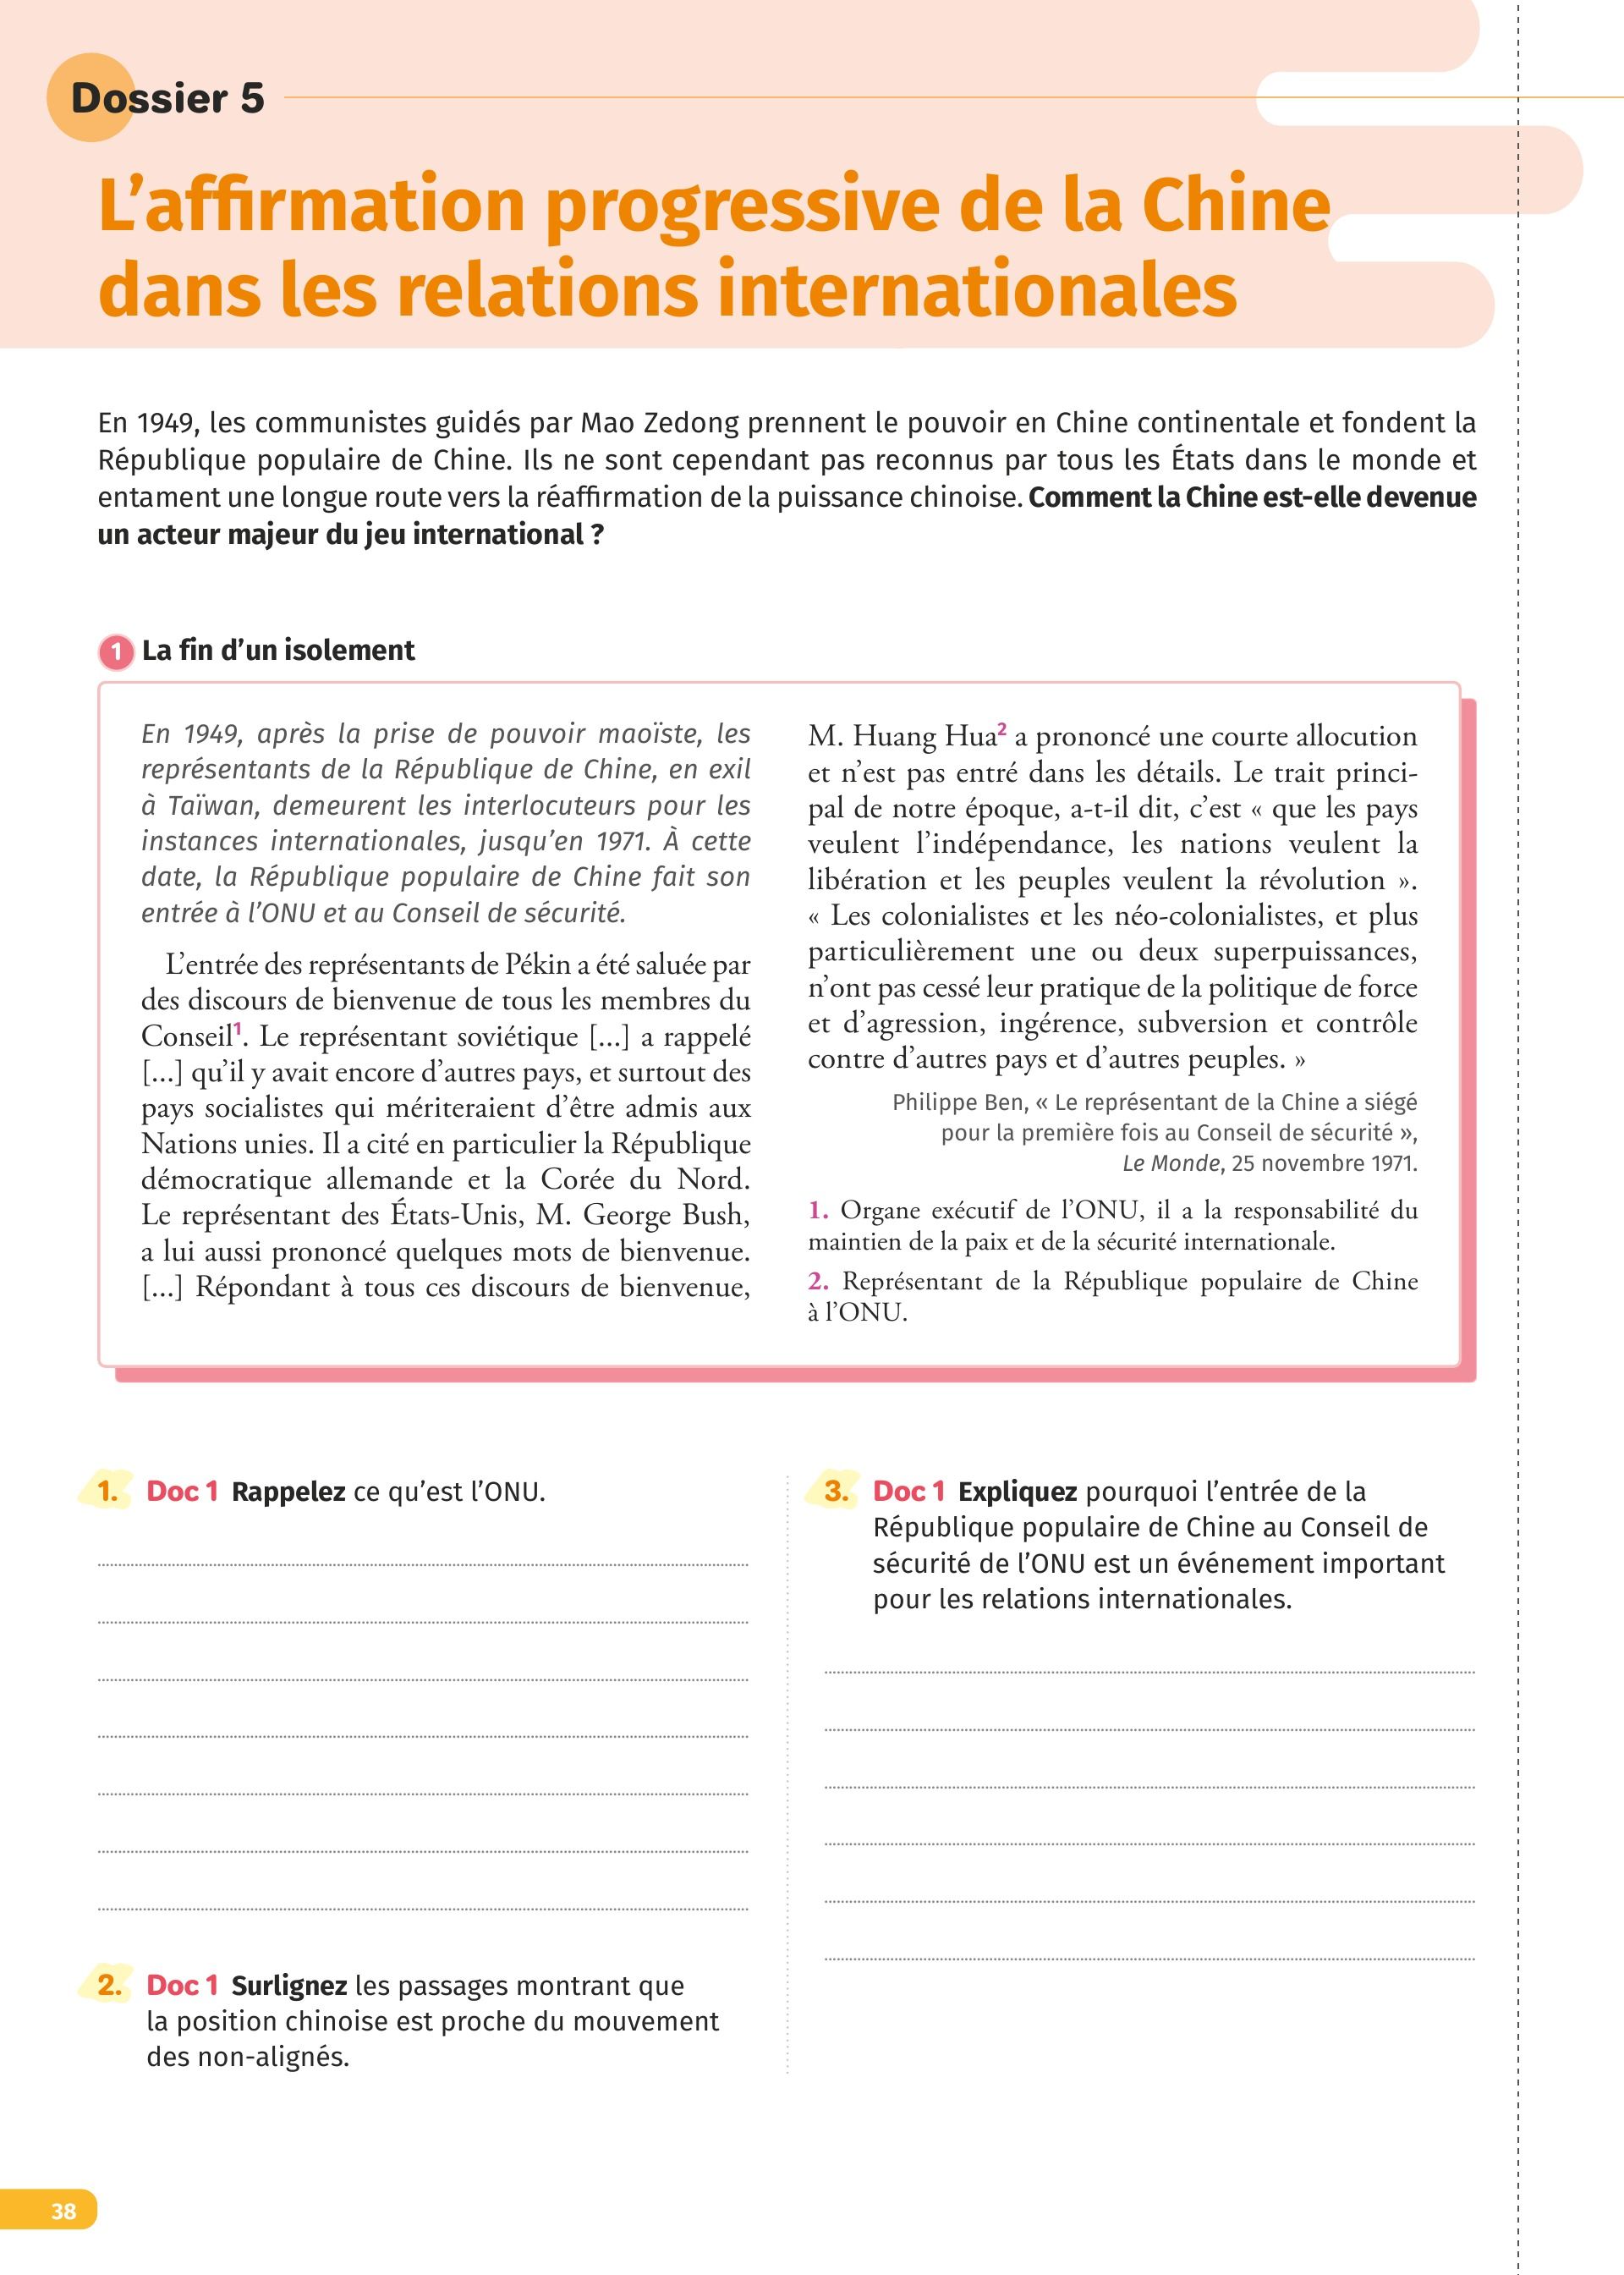 Dossier 5
L’affirmation progressive de la Chine
dans les relations internationales
En 1949, les communistes guidés par Mao Zedong prennent le pouvoir en Chine continentale et fondent la
République populaire de Chine. Ils ne sont cependant pas reconnus par tous les États dans le monde et
entament une longue route vers la réaffirmation de la puissance chinoise. Comment la Chine est-elle devenue
un acteur majeur du jeu international ?
1 La fin d’un isolement
En 1949, après la prise de pouvoir maoïste, les
représentants de la République de Chine, en exil
à Taïwan, demeurent les interlocuteurs pour les
instances internationales, jusqu’en 1971. À cette
date, la République populaire de Chine fait son
entrée à l’ONU et au Conseil de sécurité.
L’entrée des représentants de Pékin a été saluée par
des discours de bienvenue de tous les membres du
Conseil1. Le représentant soviétique [...] a rappelé
[...] qu’il y avait encore d’autres pays, et surtout des
pays socialistes qui mériteraient d’être admis aux
Nations unies. Il a cité en particulier la République
démocratique allemande et la Corée du Nord.
Le représentant des États-Unis, M. George Bush,
a lui aussi prononcé quelques mots de bienvenue.
[...] Répondant à tous ces discours de bienvenue,
M. Huang Hua2 a prononcé une courte allocution
et n’est pas entré dans les détails. Le trait princi-
pal de notre époque, a-t-il dit, c’est « que les pays
veulent l’indépendance, les nations veulent la
libération et les peuples veulent la révolution ».
« Les colonialistes et les néo-colonialistes, et plus
particulièrement une ou deux superpuissances,
n’ont pas cessé leur pratique de la politique de force
et d’agression, ingérence, subversion et contrôle
contre d’autres pays et d’autres peuples. »
Philippe Ben, « Le représentant de la Chine a siégé
pour la première fois au Conseil de sécurité »,
Le Monde, 25 novembre 1971.
1. Organe exécutif de l’ONU, il a la responsabilité du
maintien de la paix et de la sécurité internationale.
2. Représentant de la République populaire de Chine
à l’ONU.
1. Doc 1 Rappelez ce qu’est l’ONU.
2. Doc 1 Surlignez les passages montrant que
la position chinoise est proche du mouvement
des non-alignés.
3. Doc 1 Expliquez pourquoi l’entrée de la
République populaire de Chine au Conseil de
sécurité de l’ONU est un événement important
pour les relations internationales.
38